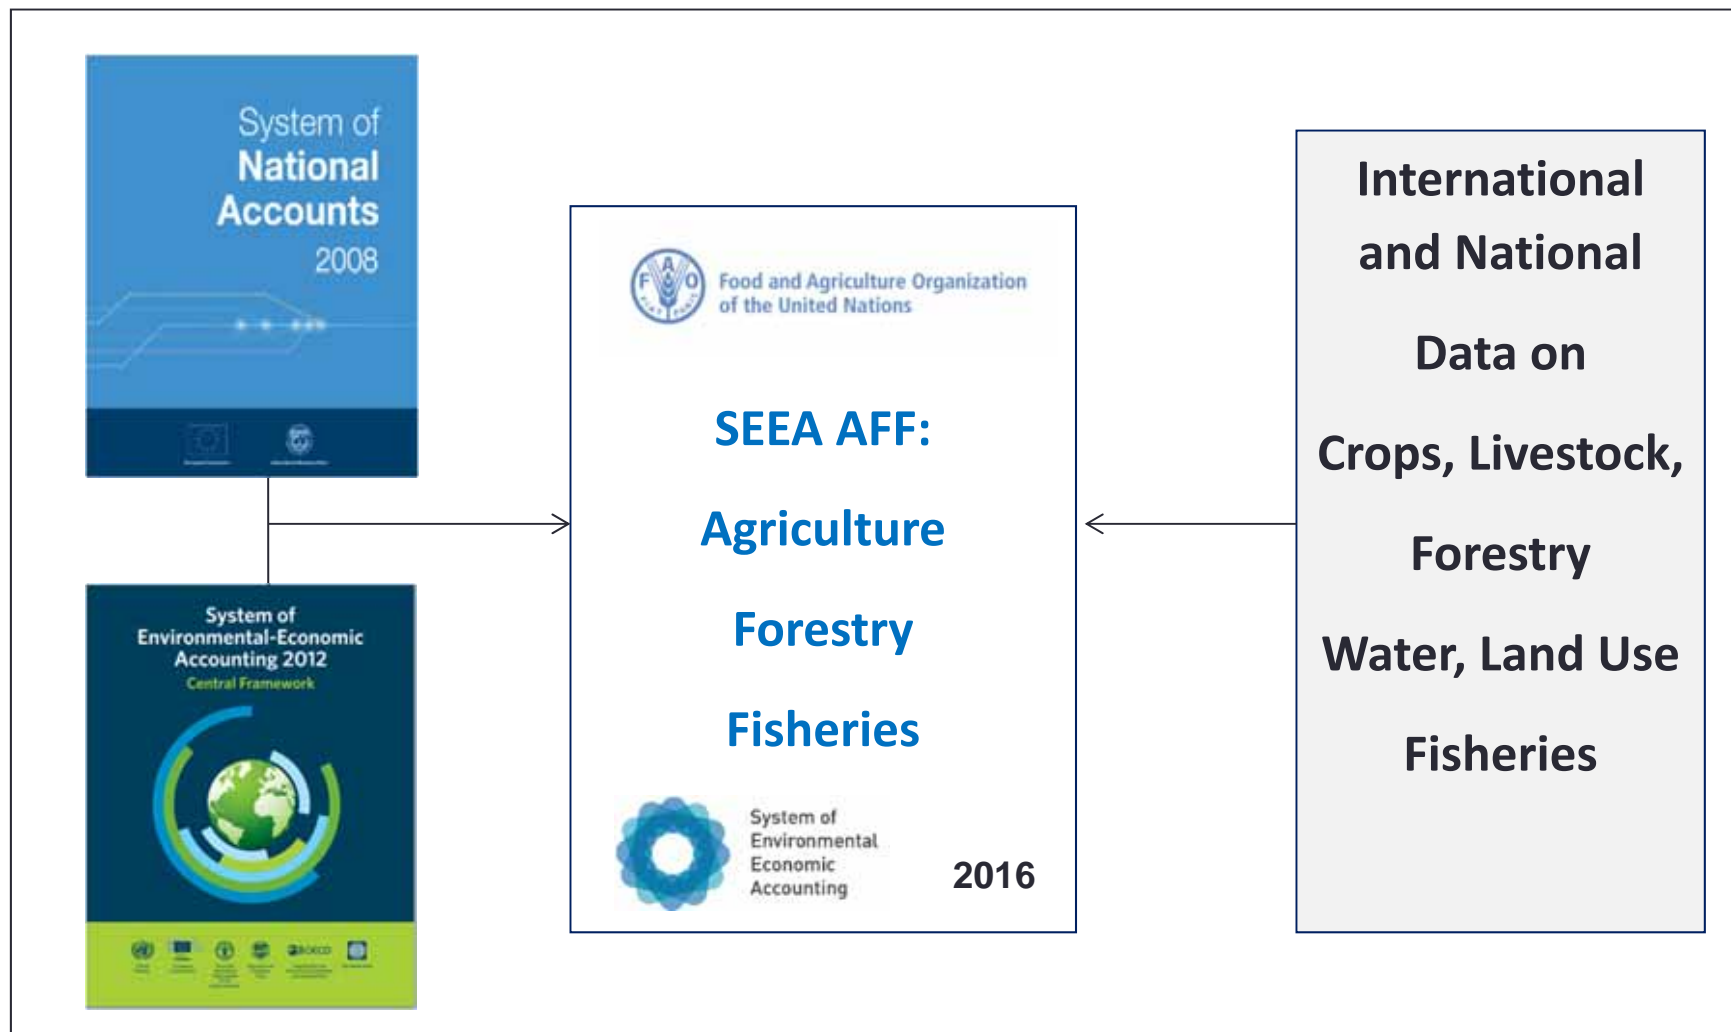 System of
National
Accounts
2008
System of
Environmental-Economic
Accounting 2012
Central Framework
OECD
F A O
Food and Agriculture Organization
of the United Nations
SEEA AFF:
Agriculture
Forestry
Fisheries
System of
Environmental
Economic
Accounting
2016
International
and National
Data on
Crops, Livestock,
Forestry
Water, Land Use
Fisheries